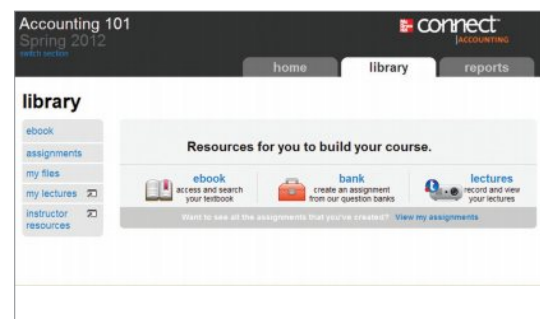 Accounting 101
Spring 2012
switch section
connect
ACCOUNTING
home library reports
library
ebook
assignments
my files
my lectures
instructor
resources
Resources for you to build your course.
ebook
access and search
your textbook
bank
create an assignment
from our question banks
lectures
record and view
your lectures
Want to see all the assignments that you've created? View my assignments